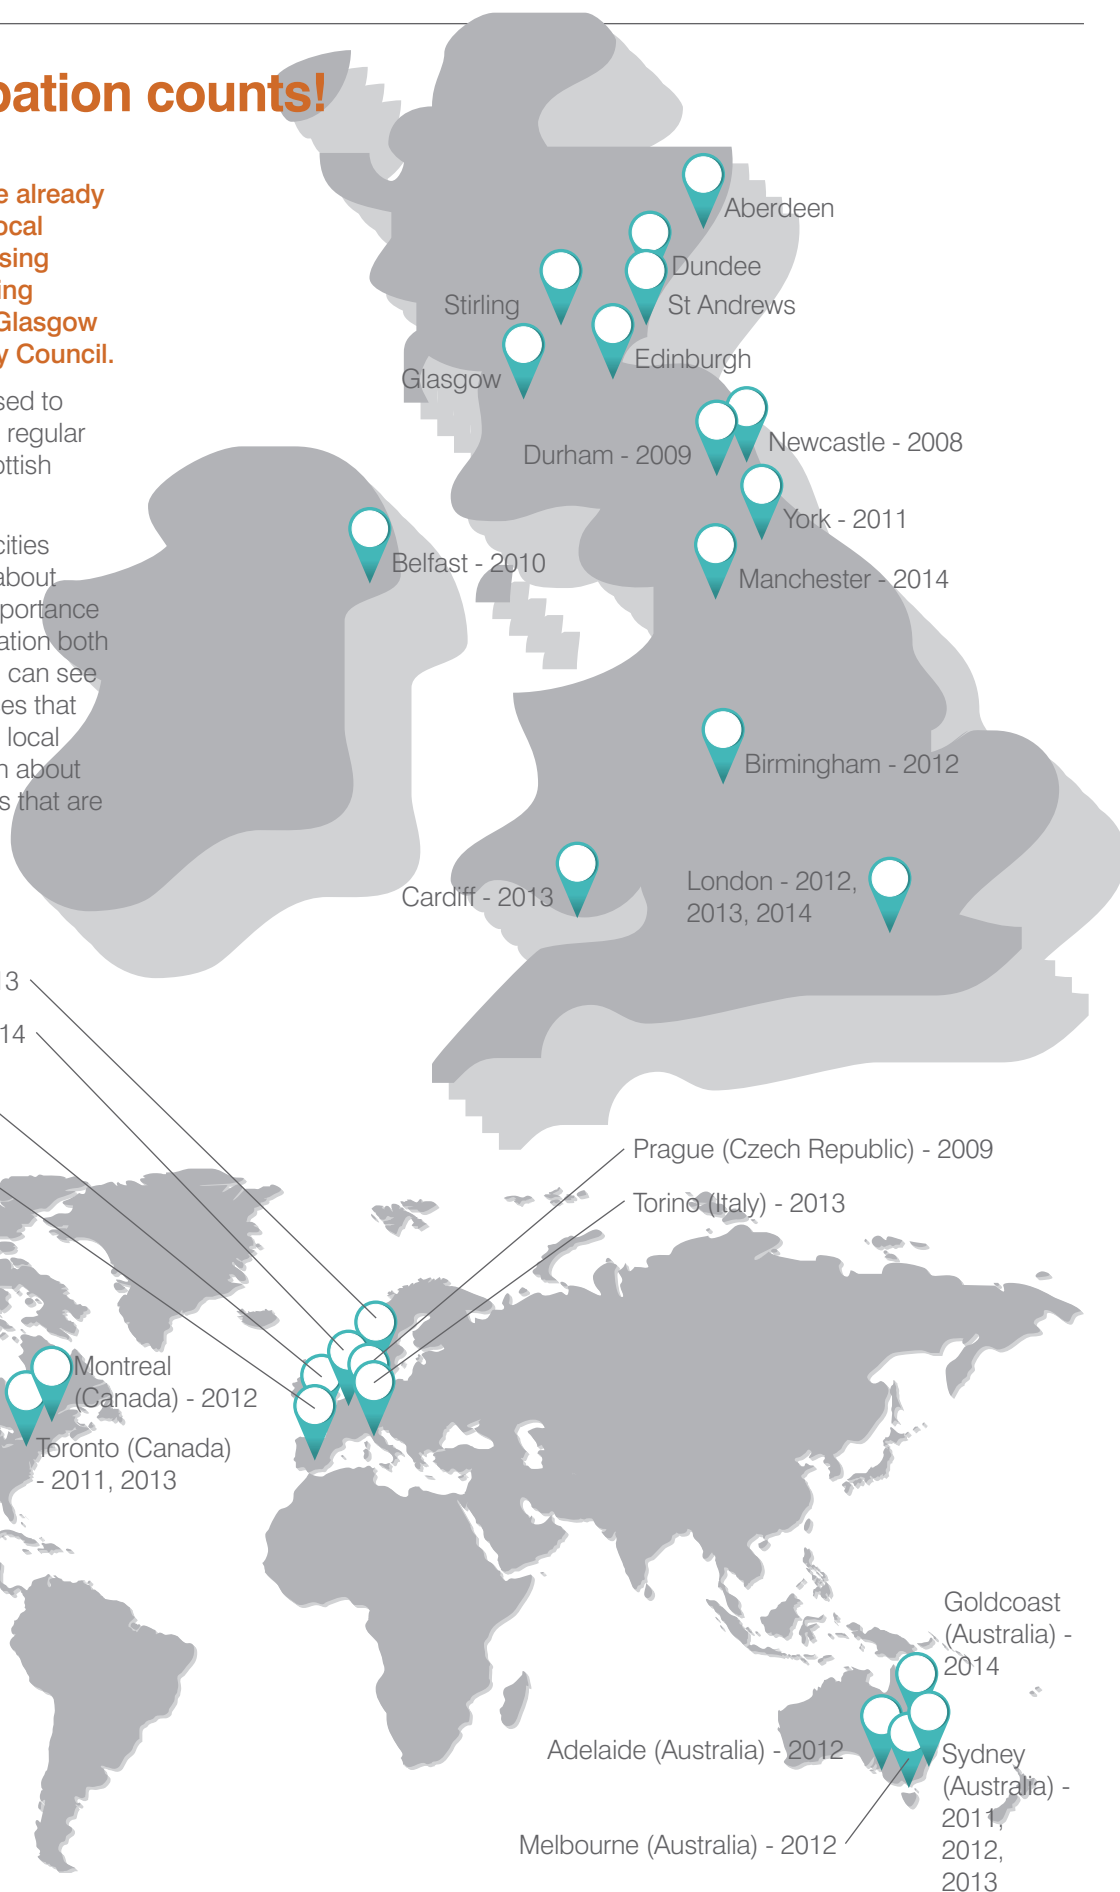 pation counts!
e already
ocal
sing
ing
Glasgow
y Council.
sed to
regular
ottish
cities
about
portance
ation both
can see
es that
local
n about
s that are
Aberdeen
Dundee
Stirling
St Andrews
Edinburgh
Glasgow
Newcastle - 2008
Durham - 2009
York - 2011
Belfast - 2010
Manchester - 2014
Birmingham - 2012
Cardiff - 2013
London - 2012,
2013, 2014
13
14
Prague (Czech Republic) - 2009
Torino (Italy) - 2013
Montreal
(Canada) - 2012
Toronto (Canada)
- 2011, 2013
Goldcoast
(Australia) -
2014
Adelaide (Australia) - 2012
Sydney
(Australia) -
2011,
2012,
2013
Melbourne (Australia) - 2012